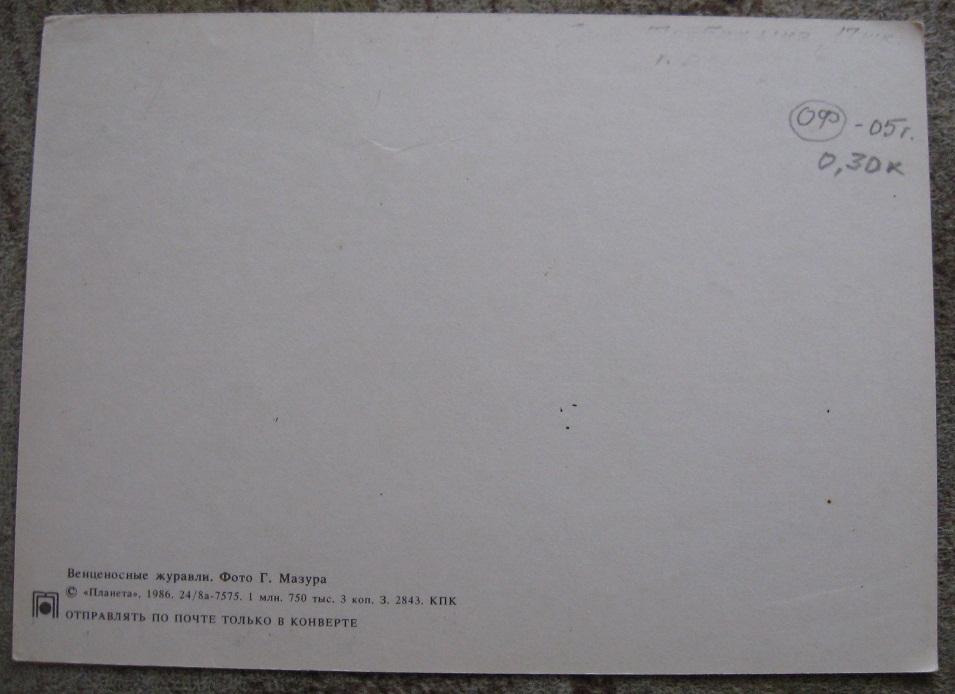 ОФ - 05г.
0,30к
Венценосные журавли. Фото Г. Мазура
© «Планета», 1986. 24/8а-7575. 1 млн. 750 тыс. 3 коп. З. 2843. КПК
ОТПРАВЛЯТЬ ПО ПОЧТЕ ТОЛЬКО В КОНВЕРТЕ